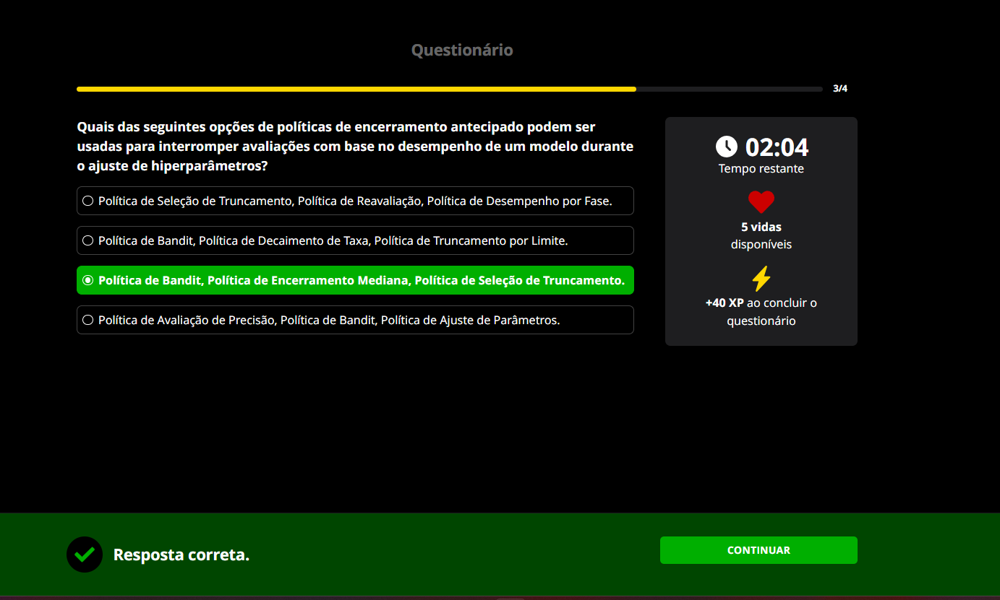 Questionário
3/4
Quais das seguintes opções de políticas de encerramento antecipado podem ser
usadas para interromper avaliações com base no desempenho de um modelo durante
o ajuste de hiperparâmetros?
Política de Seleção de Truncamento, Política de Reavaliação, Política de Desempenho por Fase.
Política de Bandit, Política de Decaimento de Taxa, Política de Truncamento por Limite.
Política de Bandit, Política de Encerramento Mediana, Política de Seleção de Truncamento.
Política de Avaliação de Precisão, Política de Bandit, Política de Ajuste de Parâmetros.
02:04
Tempo restante
5 vidas
disponíveis
+40 XP ao concluir o
questionário
Resposta correta.
CONTINUAR